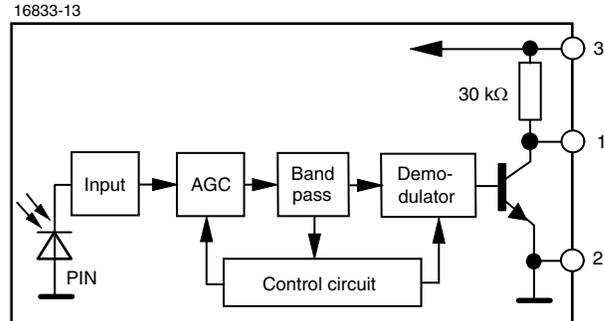 16833-13
3
30 kΩ
1
Input
AGC
Band
pass
Demo-
dulator
2
PIN
Control circuit